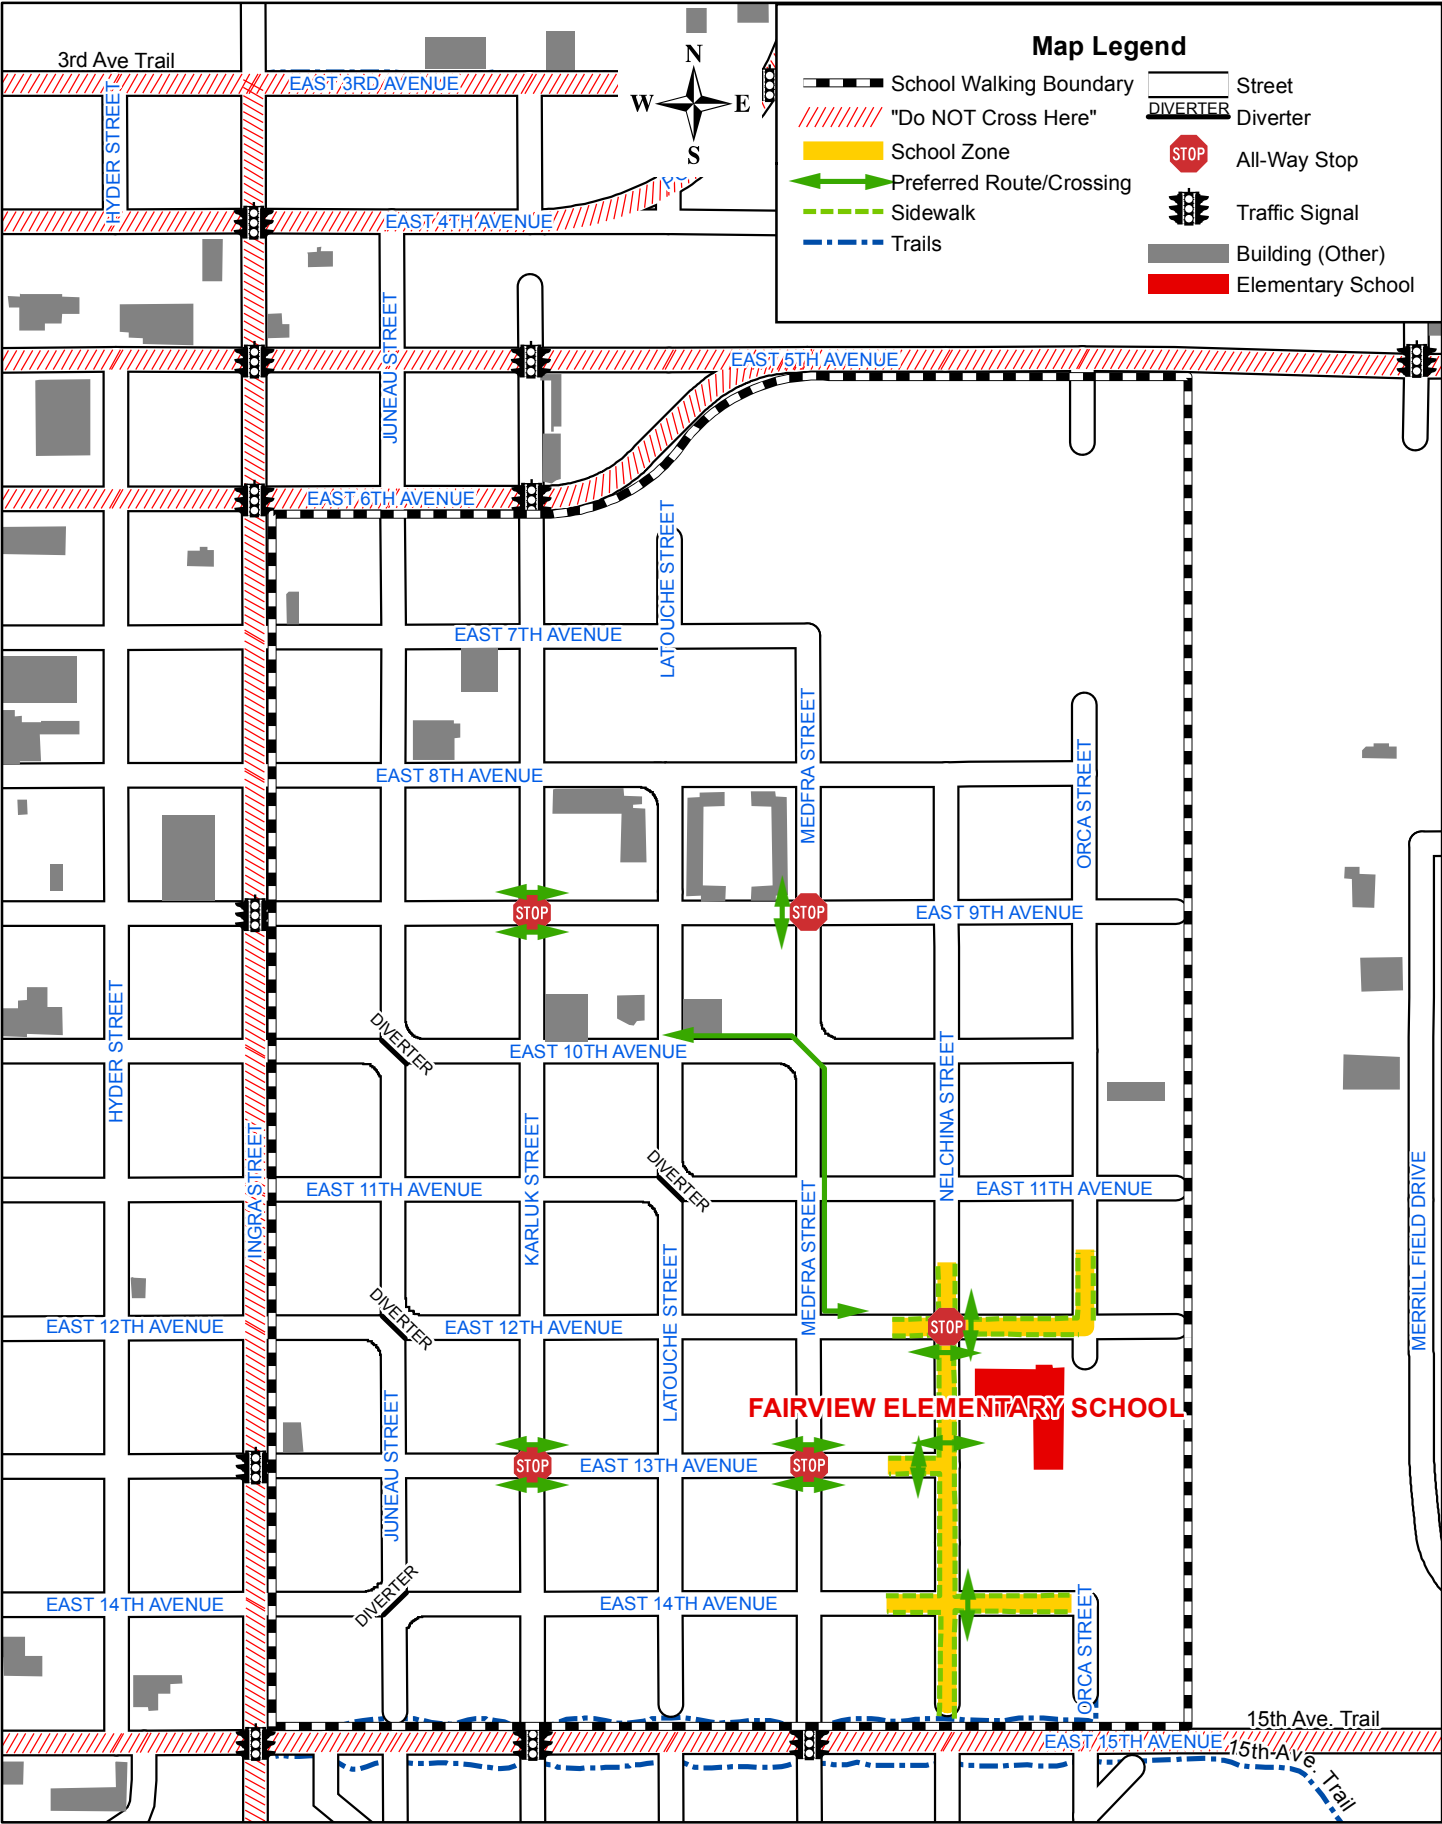 Map Legend
School Walking Boundary
"Do NOT Cross Here"
School Zone
Preferred Route/Crossing
Sidewalk
Trails
Street
DIVERTER
Diverter
STOP
All-Way Stop
Traffic Signal
Building (Other)
Elementary School
N
W
E
S
3rd Ave Trail
EAST 3RD AVENUE
HYDER STREET
EAST 4TH AVENUE
JUNEAU STREET
EAST 5TH AVENUE
EAST 6TH AVENUE
LATOUCHE STREET
EAST 7TH AVENUE
MEDFRA STREET
ORCA STREET
EAST 8TH AVENUE
STOP
STOP
EAST 9TH AVENUE
HYDER STREET
DIVERTER
EAST 10TH AVENUE
NELCHINA STREET
INGRA STREET
KARLUK STREET
DIVERTER
EAST 11TH AVENUE
EAST 11TH AVENUE
MEDFRA STREET
LATOUCHE STREET
MERRILL FIELD DRIVE
DIVERTER
EAST 12TH AVENUE
EAST 12TH AVENUE
STOP
FAIRVIEW ELEMENTARY SCHOOL
JUNEAU STREET
STOP
EAST 13TH AVENUE
STOP
DIVERTER
EAST 14TH AVENUE
EAST 14TH AVENUE
ORCA STREET
15th Ave. Trail
EAST 15TH AVENUE
15th Ave. Trail